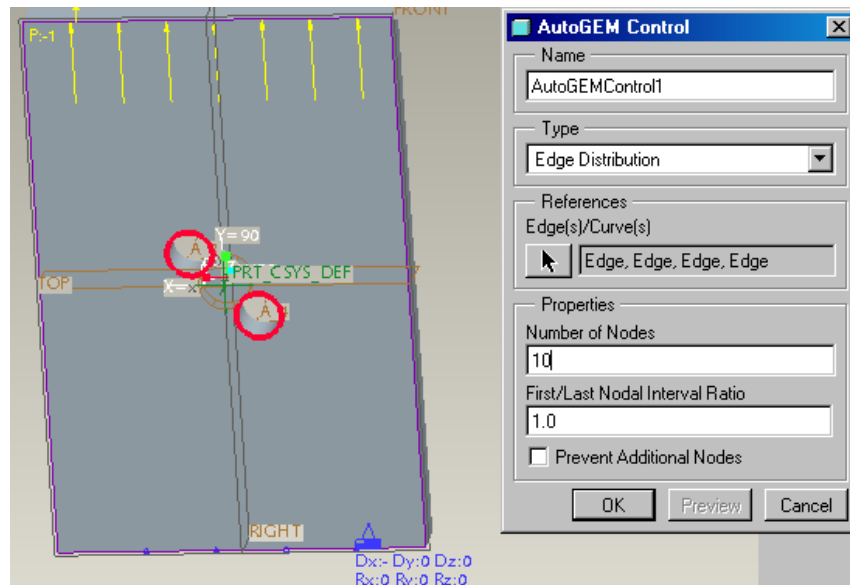 FRONT
P:-1
A
Y=90
PRT_CSYS_DEF
TOP
X=x
A
RIGHT
Dx:- Dy:0 Dz:0
Rx:0 Ry:0 Rz:0
AutoGEM Control
Name
AutoGEMControl1
Type
Edge Distribution
References
Edge(s)/Curve(s)
Edge, Edge, Edge, Edge
Properties
Number of Nodes
10
First/Last Nodal Interval Ratio
1.0
Prevent Additional Nodes
OK
Preview
Cancel